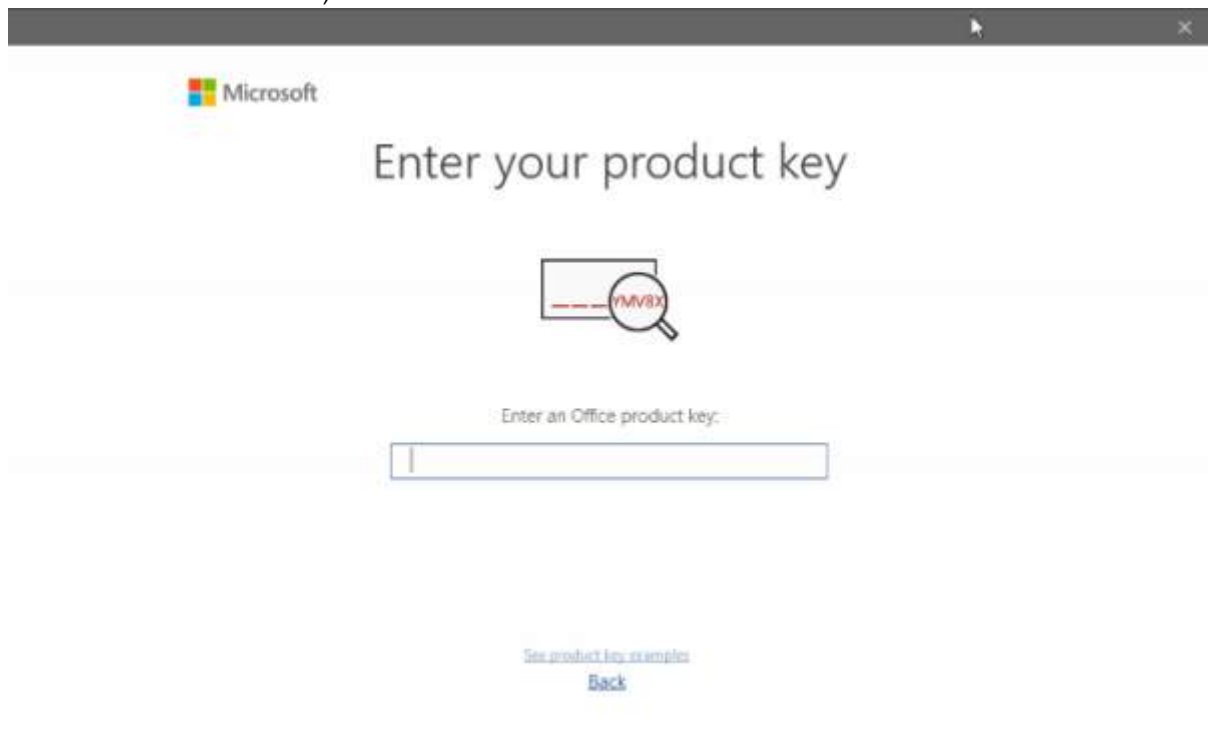 Microsoft
Enter your product key
YMV8X
Enter an Office product key:
See product key examples
Back